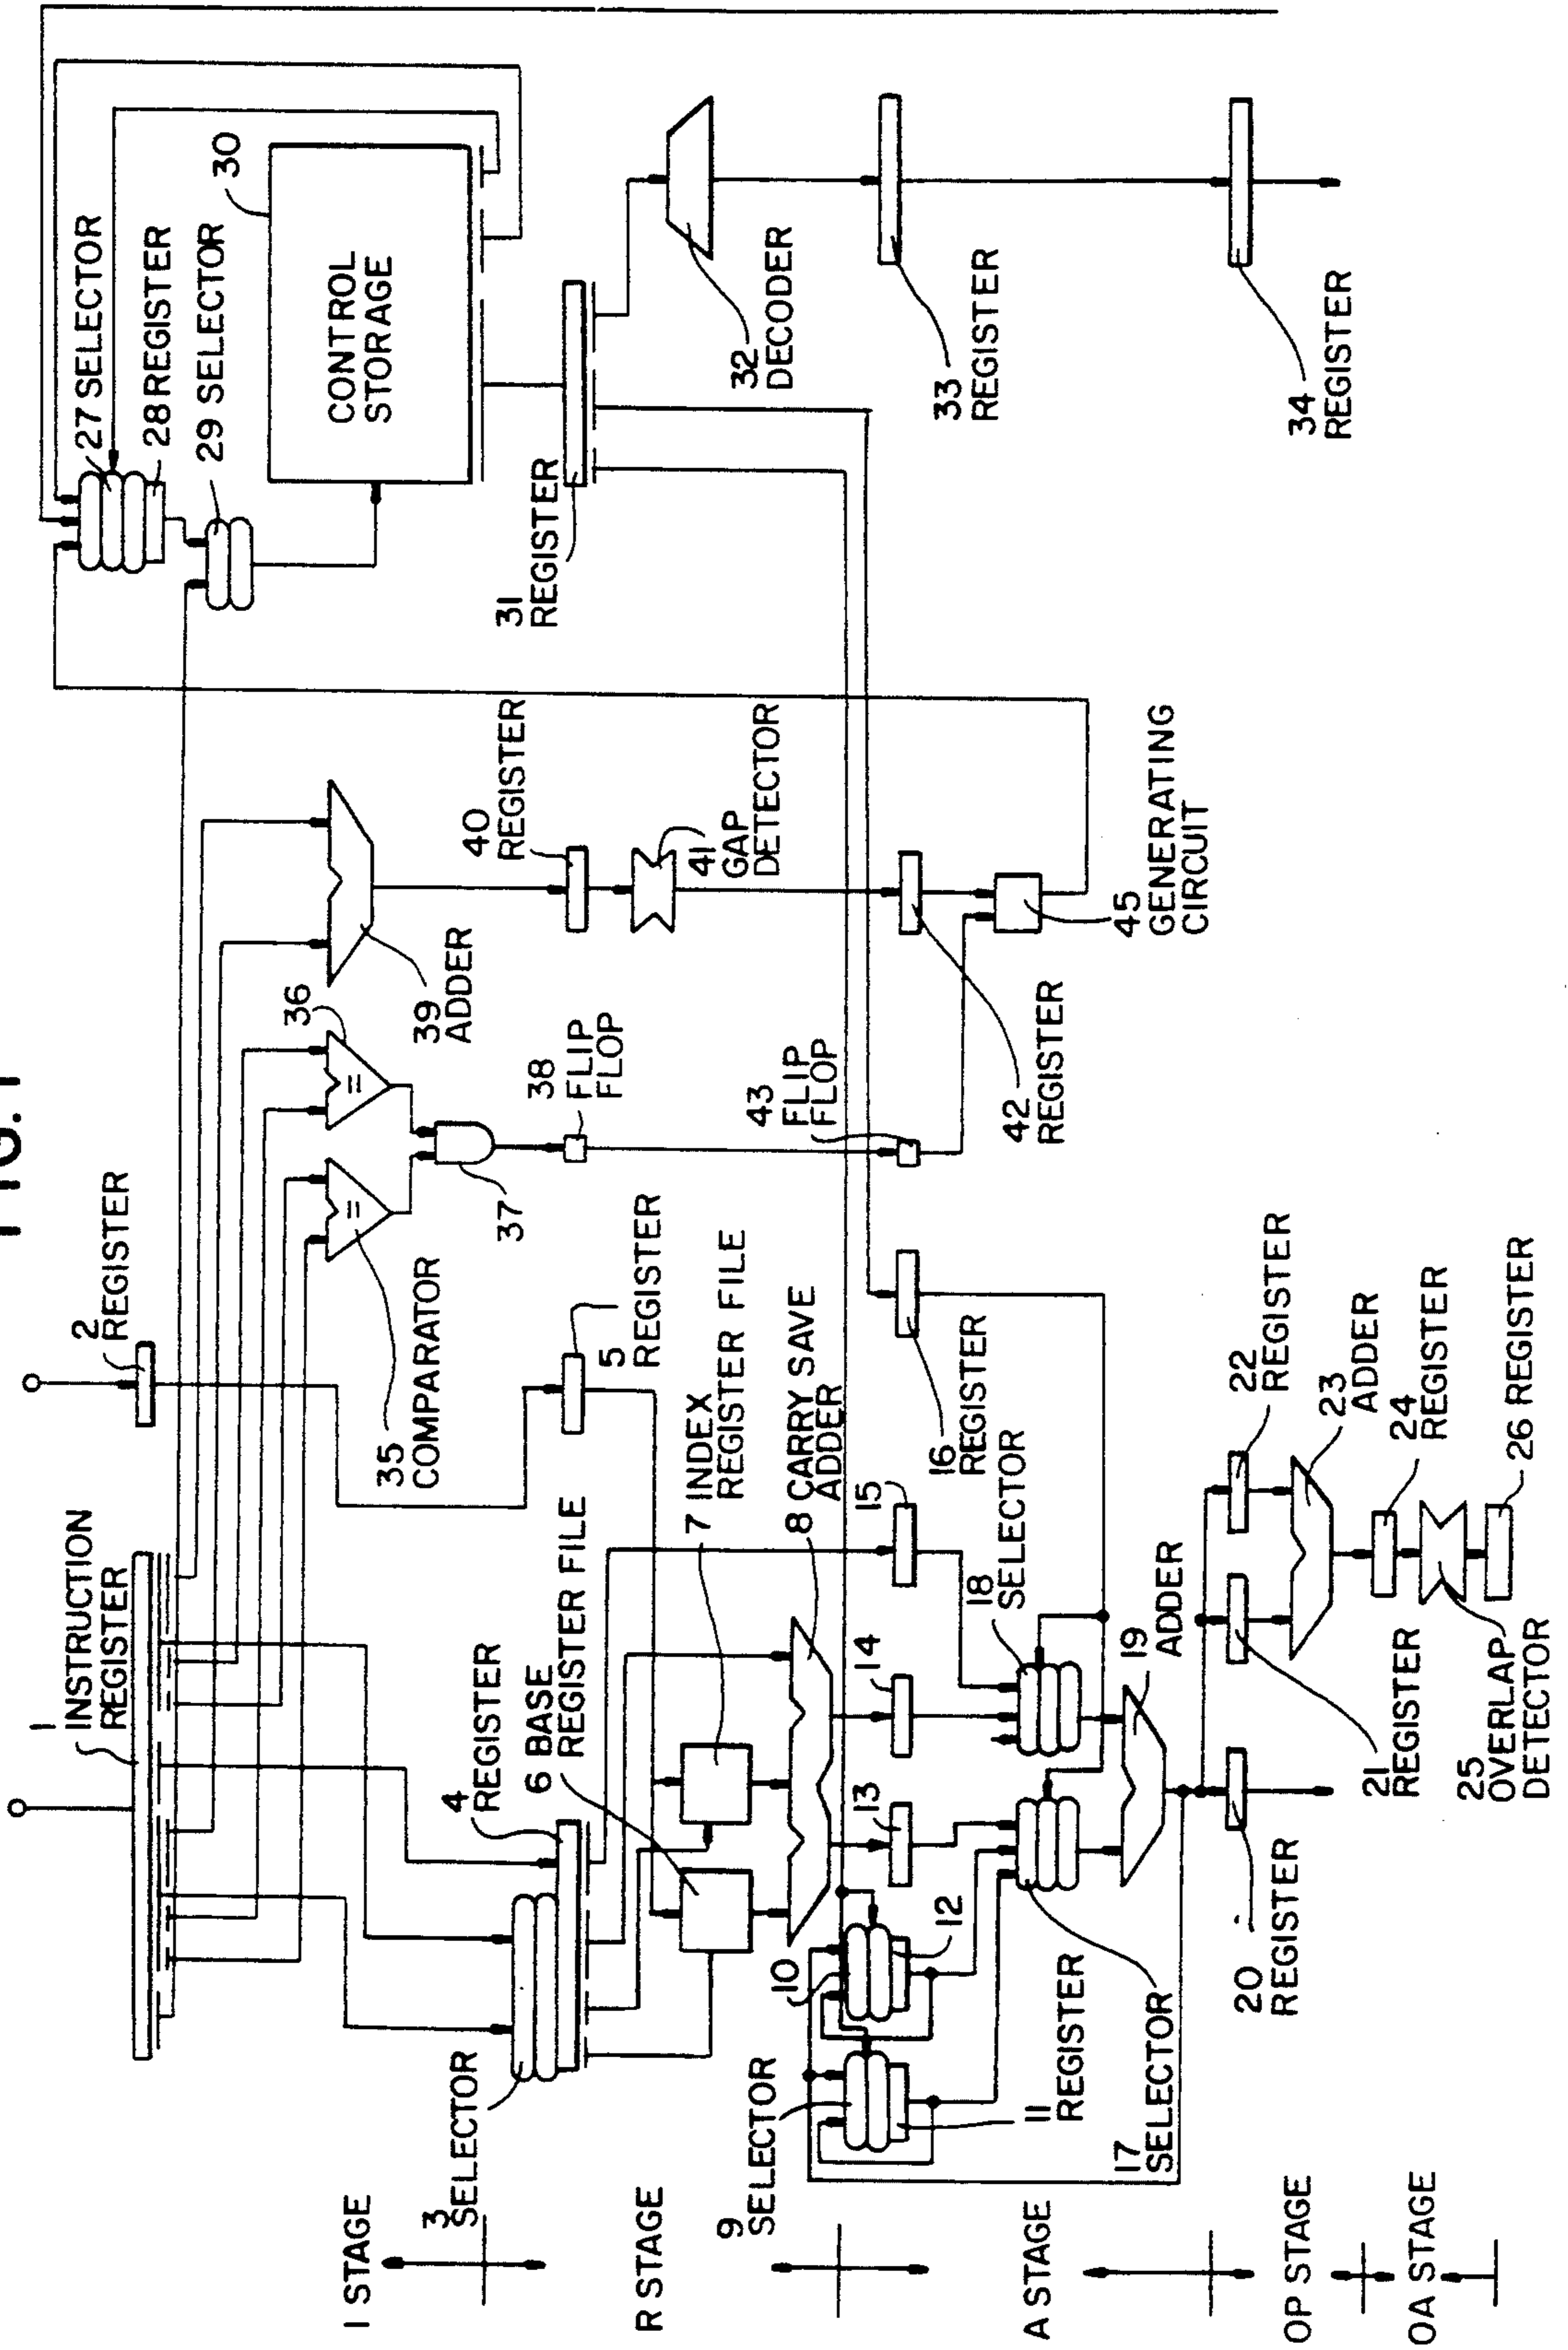 FIG. 1
1
INSTRUCTION
REGISTER
2
REGISTER
27 SELECTOR
28 REGISTER
29 SELECTOR
30
CONTROL
STORAGE
I STAGE
3
SELECTOR
4
REGISTER
5
REGISTER
35
COMPARATOR
=
=
36
37
38
FLIP
FLOP
39
ADDER
40
REGISTER
41
GAP
DETECTOR
31
REGISTER
32
DECODER
R STAGE
6 BASE
REGISTER FILE
7 INDEX
REGISTER FILE
8 CARRY SAVE
ADDER
9
SELECTOR
10
11
REGISTER
12
13
14
15
16
REGISTER
43
FLIP
FLOP
42
REGISTER
33
REGISTER
A STAGE
17
SELECTOR
18
SELECTOR
19
ADDER
45
GENERATING
CIRCUIT
34
REGISTER
OP STAGE
20
REGISTER
21
REGISTER
22
REGISTER
23
ADDER
24
REGISTER
OA STAGE
25
OVERLAP
DETECTOR
26 REGISTER